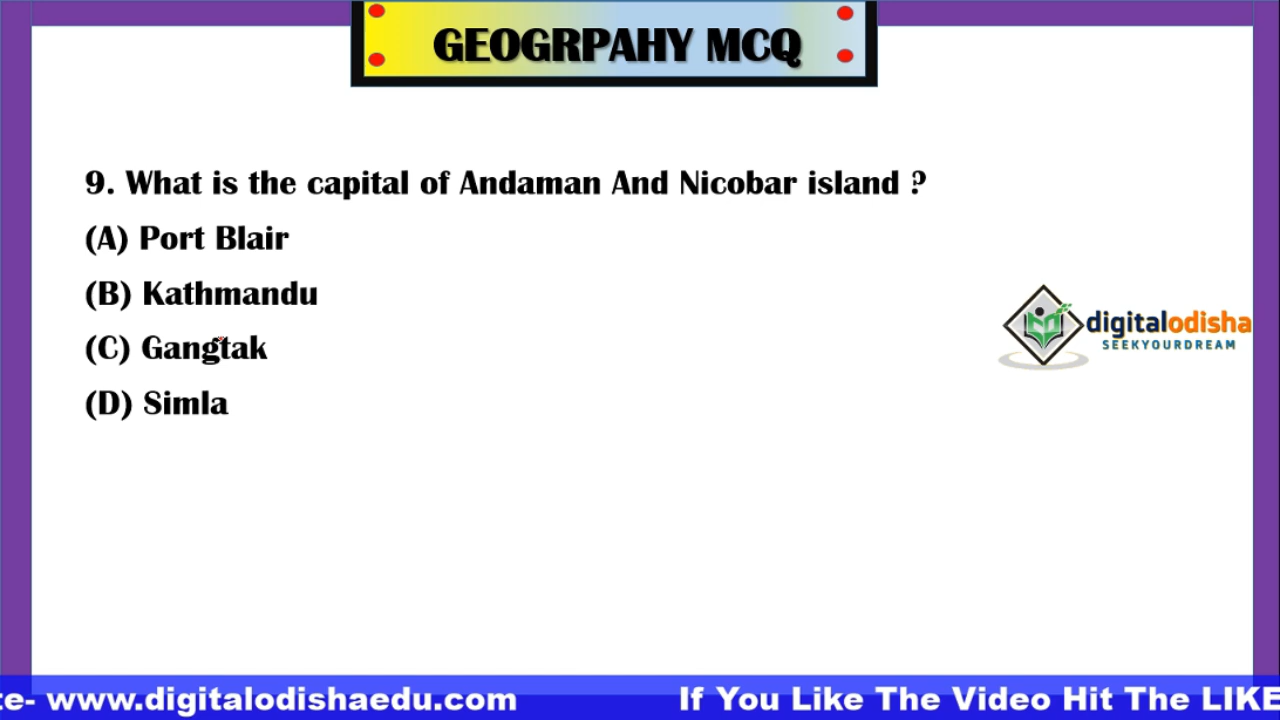 GEOGRPAHY MCQ
9. What is the capital of Andaman And Nicobar island ?
(A) Port Blair
(B) Kathmandu
(C) Gangtak
(D) Simla
digitalodisha
SEEKYOURDREAM
te- www.digitalodishaedu.com If You Like The Video Hit The LIKE